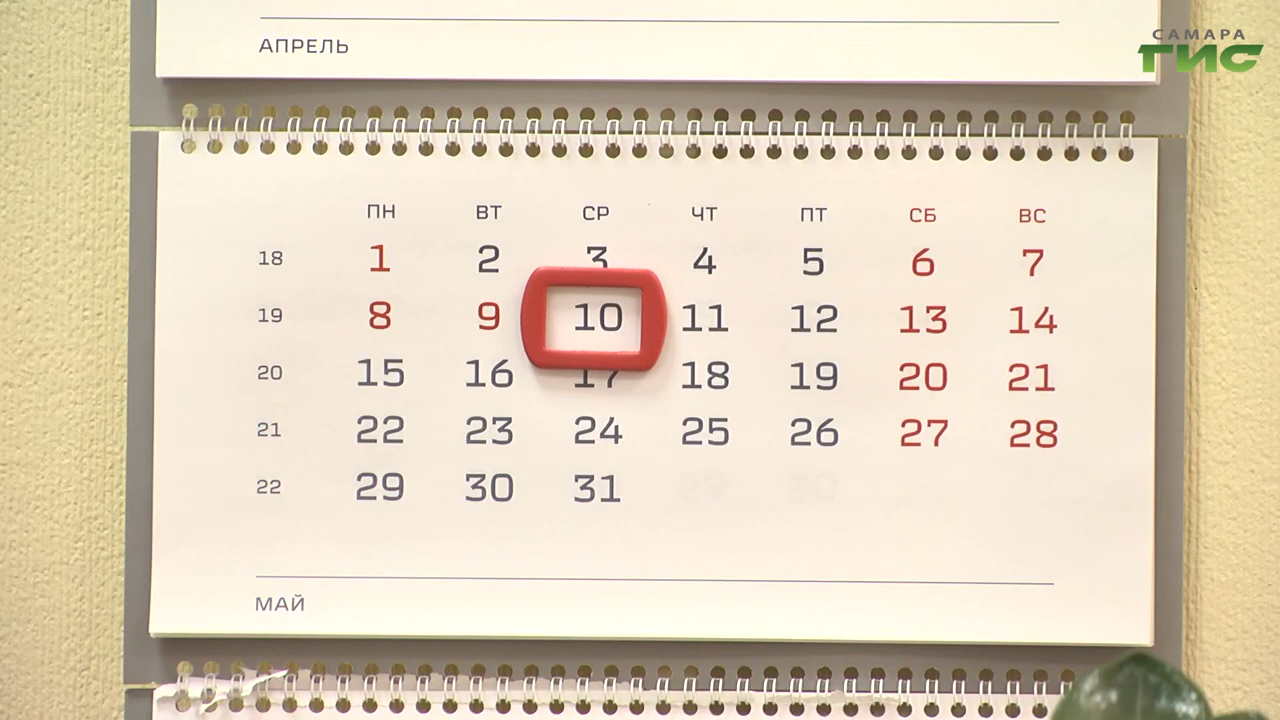 АПРЕЛЬ
САМАРА
ГИС
ПН ВТ СР ЧТ ПТ СБ ВС
18 1 2 3 4 5 6 7
19 8 9 10 11 12 13 14
20 15 16 17 18 19 20 21
21 22 23 24 25 26 27 28
22 29 30 31
МАЙ